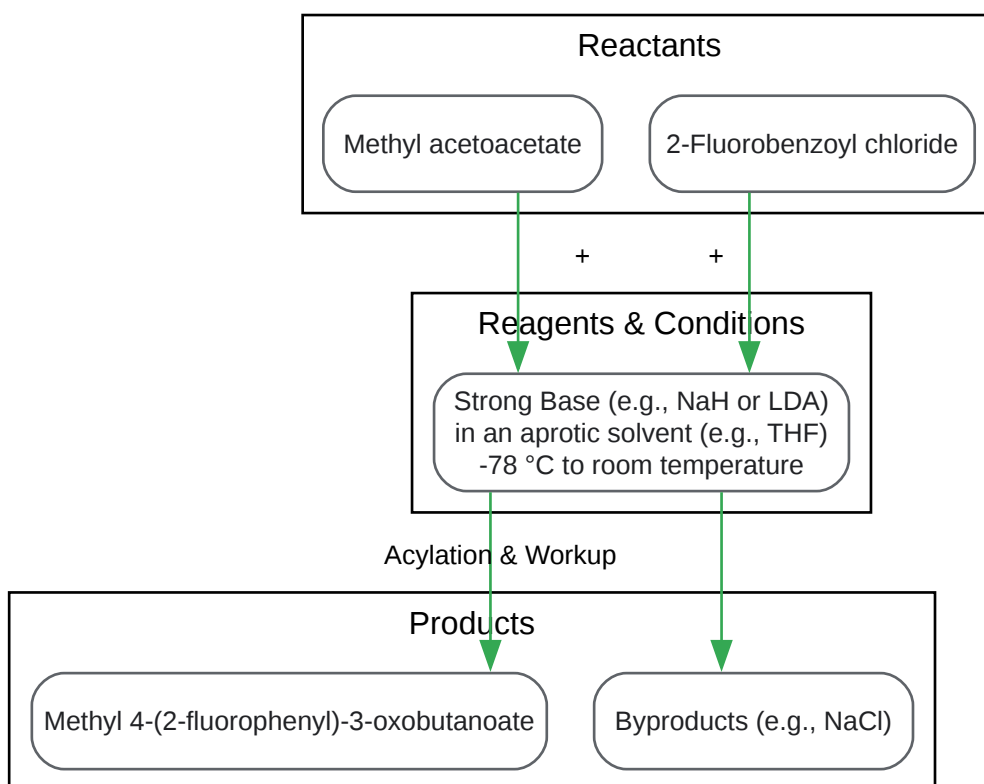 Reactants
Methyl acetoacetate
2-Fluorobenzoyl chloride
+
+
Reagents & Conditions
Strong Base (e.g., NaH or LDA)
in an aprotic solvent (e.g., THF)
-78 °C to room temperature
Acylation & Workup
Products
Methyl 4-(2-fluorophenyl)-3-oxobutanoate
Byproducts (e.g., NaCl)